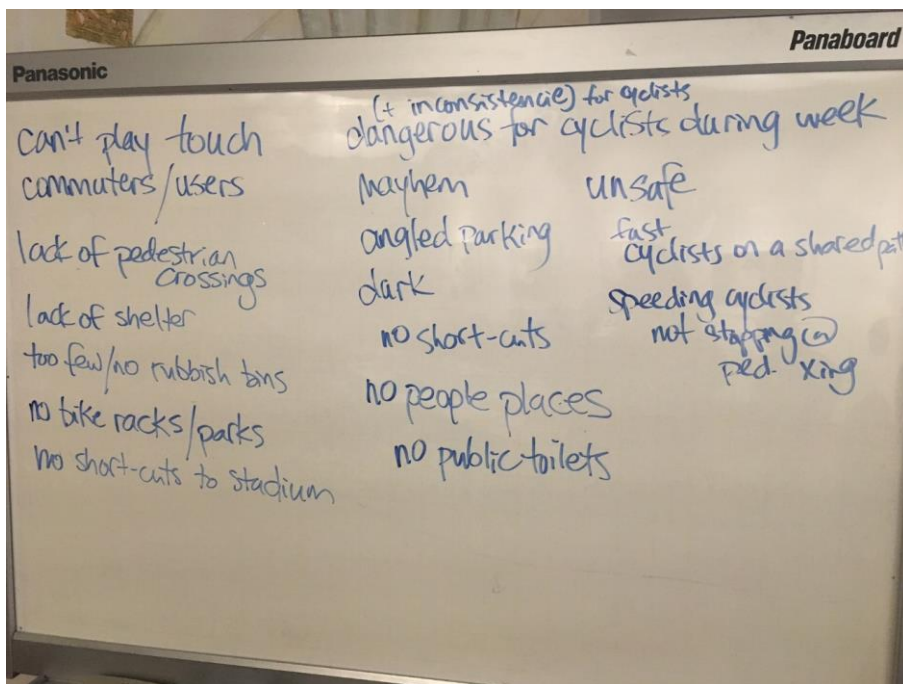 Panasonic
Panaboard
can't play touch
commuters/users
lack of pedestrian
crossings
lack of shelter
too few/no rubbish bins
no bike racks/parks
no short-cuts to stadium
(+ inconsistencie) for cyclists
dangerous for cyclists during week
mayhem
angled parking
dark
no short-cuts
no people places
no public toilets
unsafe
fast
cyclists on a shared path
speeding cyclists
not stopping @
ped. Xing